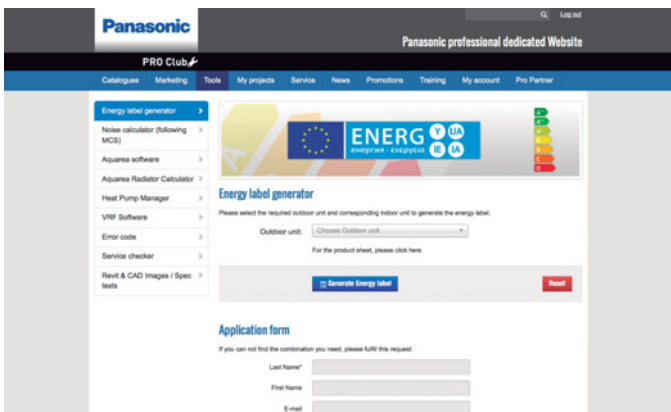 Panasonic
Log out
Panasonic professional dedicated Website
PRO Club
Catalogues Marketing Tools My projects Service News Promotions Training My account Pro Partner
Energy label generator
Noise calculator (following
MCS)
Aquarea software
Aquarea Radiator Calculator
Heat Pump Manager
VRF Software
Error code
Service checker
Revit & CAD Images / Spec
texts
ENERG Y UA
енергия · ενεργεια IE IA
Energy label generator
Please select the required outdoor unit and corresponding indoor unit to generate the energy label.
Outdoor unit: Choose Outdoor unit
For the product sheet, please click here
Generate Energy label Reset
Application form
If you can not find the combination you need, please fulfil this request:
Last Name*
First Name
E-mail